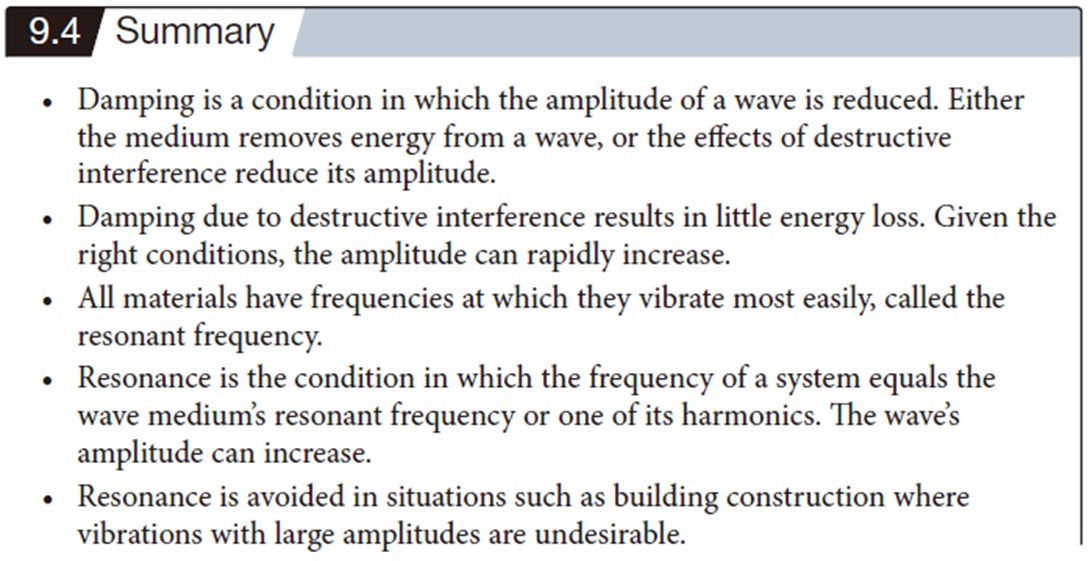 9.4 Summary
• Damping is a condition in which the amplitude of a wave is reduced. Either
the medium removes energy from a wave, or the effects of destructive
interference reduce its amplitude.
• Damping due to destructive interference results in little energy loss. Given the
right conditions, the amplitude can rapidly increase.
• All materials have frequencies at which they vibrate most easily, called the
resonant frequency.
• Resonance is the condition in which the frequency of a system equals the
wave medium’s resonant frequency or one of its harmonics. The wave’s
amplitude can increase.
• Resonance is avoided in situations such as building construction where
vibrations with large amplitudes are undesirable.